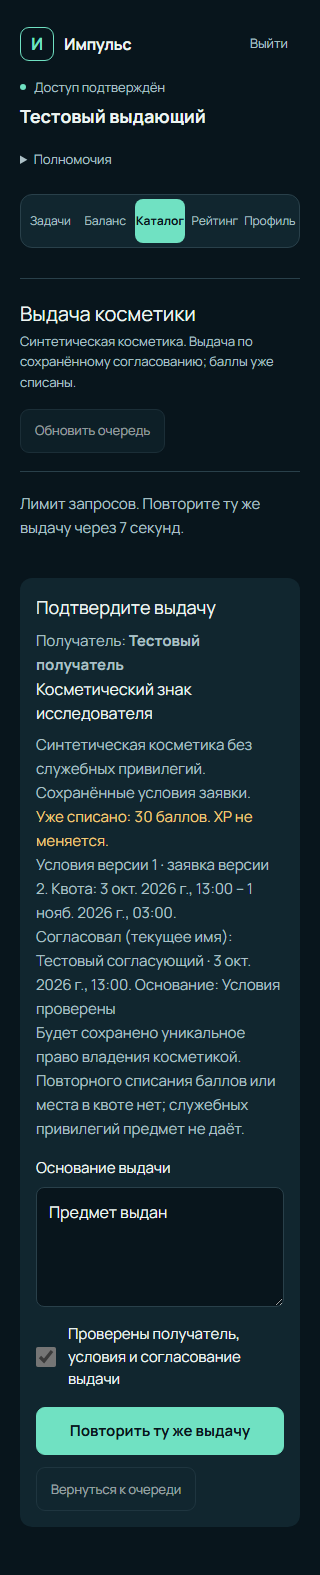 И Импульс Выйти
Доступ подтверждён
Тестовый выдающий
Полномочия
Задачи Баланс Каталог Рейтинг Профиль
Выдача косметики
Синтетическая косметика. Выдача по
сохранённому согласованию; баллы уже
списаны.
Обновить очередь
Лимит запросов. Повторите ту же
выдачу через 7 секунд.
Подтвердите выдачу
Получатель: Тестовый
получатель
Косметический знак
исследователя
Синтетическая косметика без
служебных привилегий.
Сохранённые условия заявки.
Уже списано: 30 баллов. XP не
меняется.
Условия версии 1 · заявка версии
2. Квота: 3 окт. 2026 г., 13:00 – 1
нояб. 2026 г., 03:00.
Согласовал (текущее имя):
Тестовый согласующий · 3 окт.
2026 г., 13:00. Основание: Условия
проверены
Будет сохранено уникальное
право владения косметикой.
Повторного списания баллов или
места в квоте нет; служебных
привилегий предмет не даёт.
Основание выдачи
Предмет выдан
Проверены получатель,
условия и согласование
выдачи
Повторить ту же выдачу
Вернуться к очереди